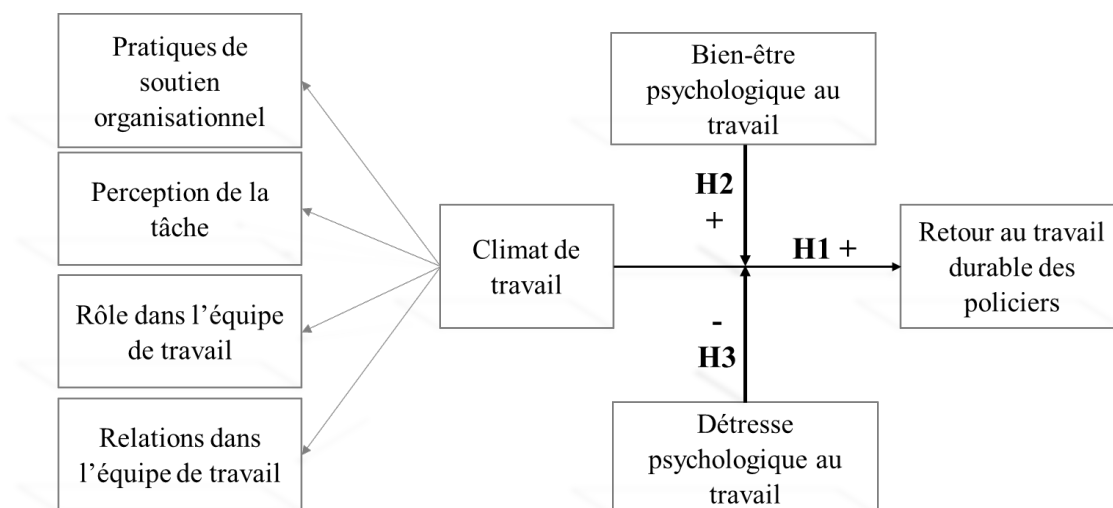 Pratiques de
soutien
organisationnel
Perception de la
tâche
Rôle dans l’équipe
de travail
Relations dans
l’équipe de travail
Climat de
travail
Bien-être
psychologique au
travail
H2
+
H1 +
-
H3
Détresse
psychologique au
travail
Retour au travail
durable des
policiers